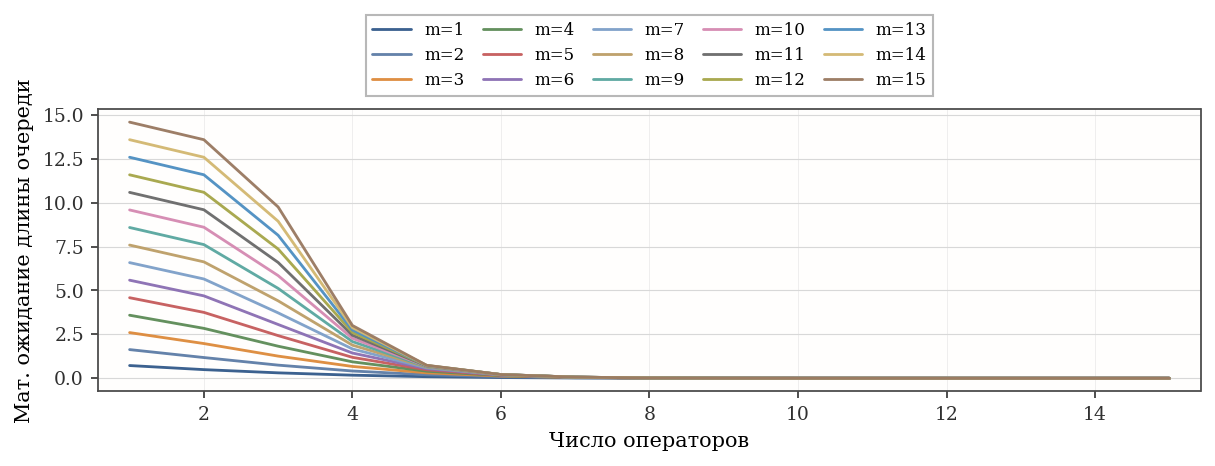 m=1 m=4 m=7 m=10 m=13
m=2 m=5 m=8 m=11 m=14
m=3 m=6 m=9 m=12 m=15
Мат. ожидание длины очереди
15.0
12.5
10.0
7.5
5.0
2.5
0.0
2 4 6 8 10 12 14
Число операторов